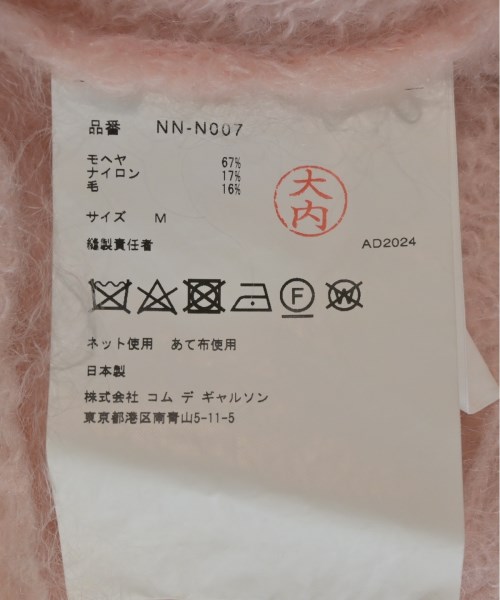 品番 NN-N007
モヘヤ 67%
ナイロン 17%
毛 16%
大内
サイズ M
縫製責任者 AD2024
F W
ネット使用 あて布使用
日本製
株式会社 コム デ ギャルソン
東京都港区南青山5-11-5